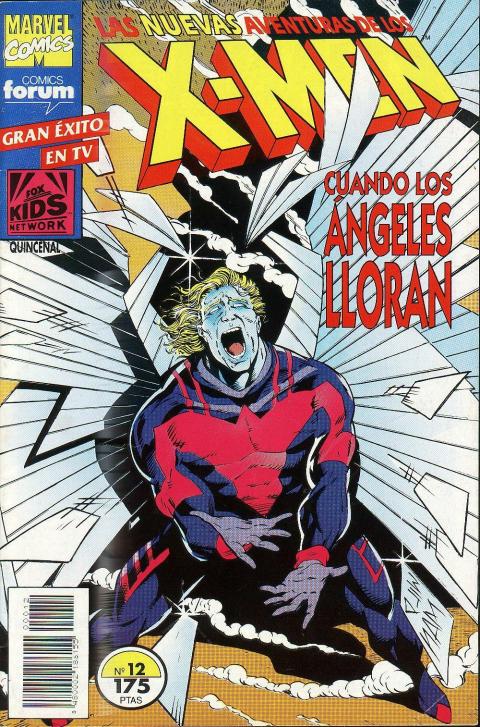 MARVEL
COMICS
COMICS
forum
LAS NUEVAS AVENTURAS DE LOS
X-MEN
GRAN ÉXITO
EN TV
FOX
KIDS
NETWORK
QUINCENAL
CUANDO LOS
ÁNGELES
LLORAN
00012
Nº 12
175
PTAS